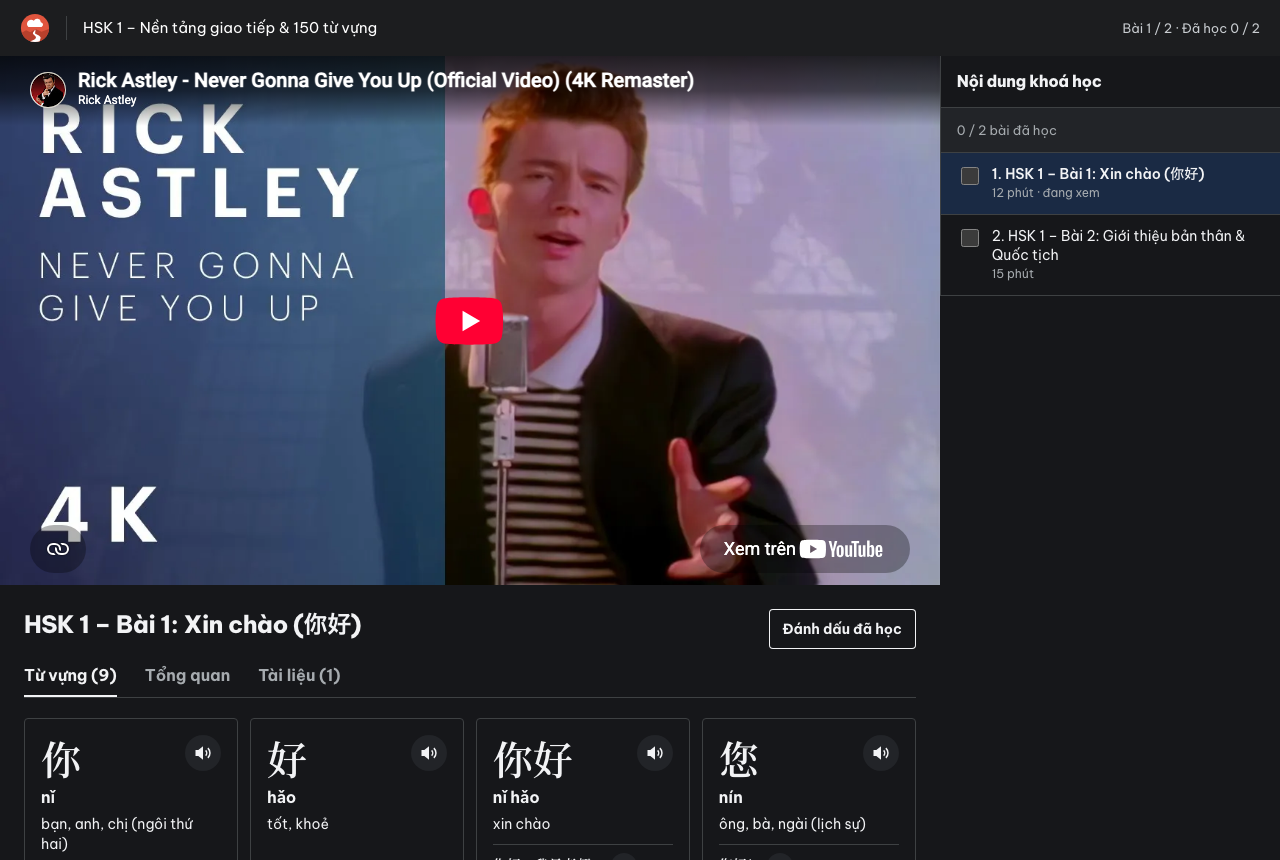 HSK 1 – Nền tảng giao tiếp & 150 từ vựng
Bài 1 / 2 · Đã học 0 / 2
Rick Astley - Never Gonna Give You Up (Official Video) (4K Remaster)
Rick Astley
RICK
ASTLEY
NEVER GONNA
GIVE YOU UP
4K
Xem trên YouTube
Nội dung khoá học
0 / 2 bài đã học
1. HSK 1 – Bài 1: Xin chào (你好)
12 phút · đang xem
2. HSK 1 – Bài 2: Giới thiệu bản thân &
Quốc tịch
15 phút
HSK 1 – Bài 1: Xin chào (你好)
Đánh dấu đã học
Từ vựng (9)
Tổng quan
Tài liệu (1)
你
nǐ
bạn, anh, chị (ngôi thứ
hai)
好
hǎo
tốt, khoẻ
你好
nǐ hǎo
xin chào
您
nín
ông, bà, ngài (lịch sự)